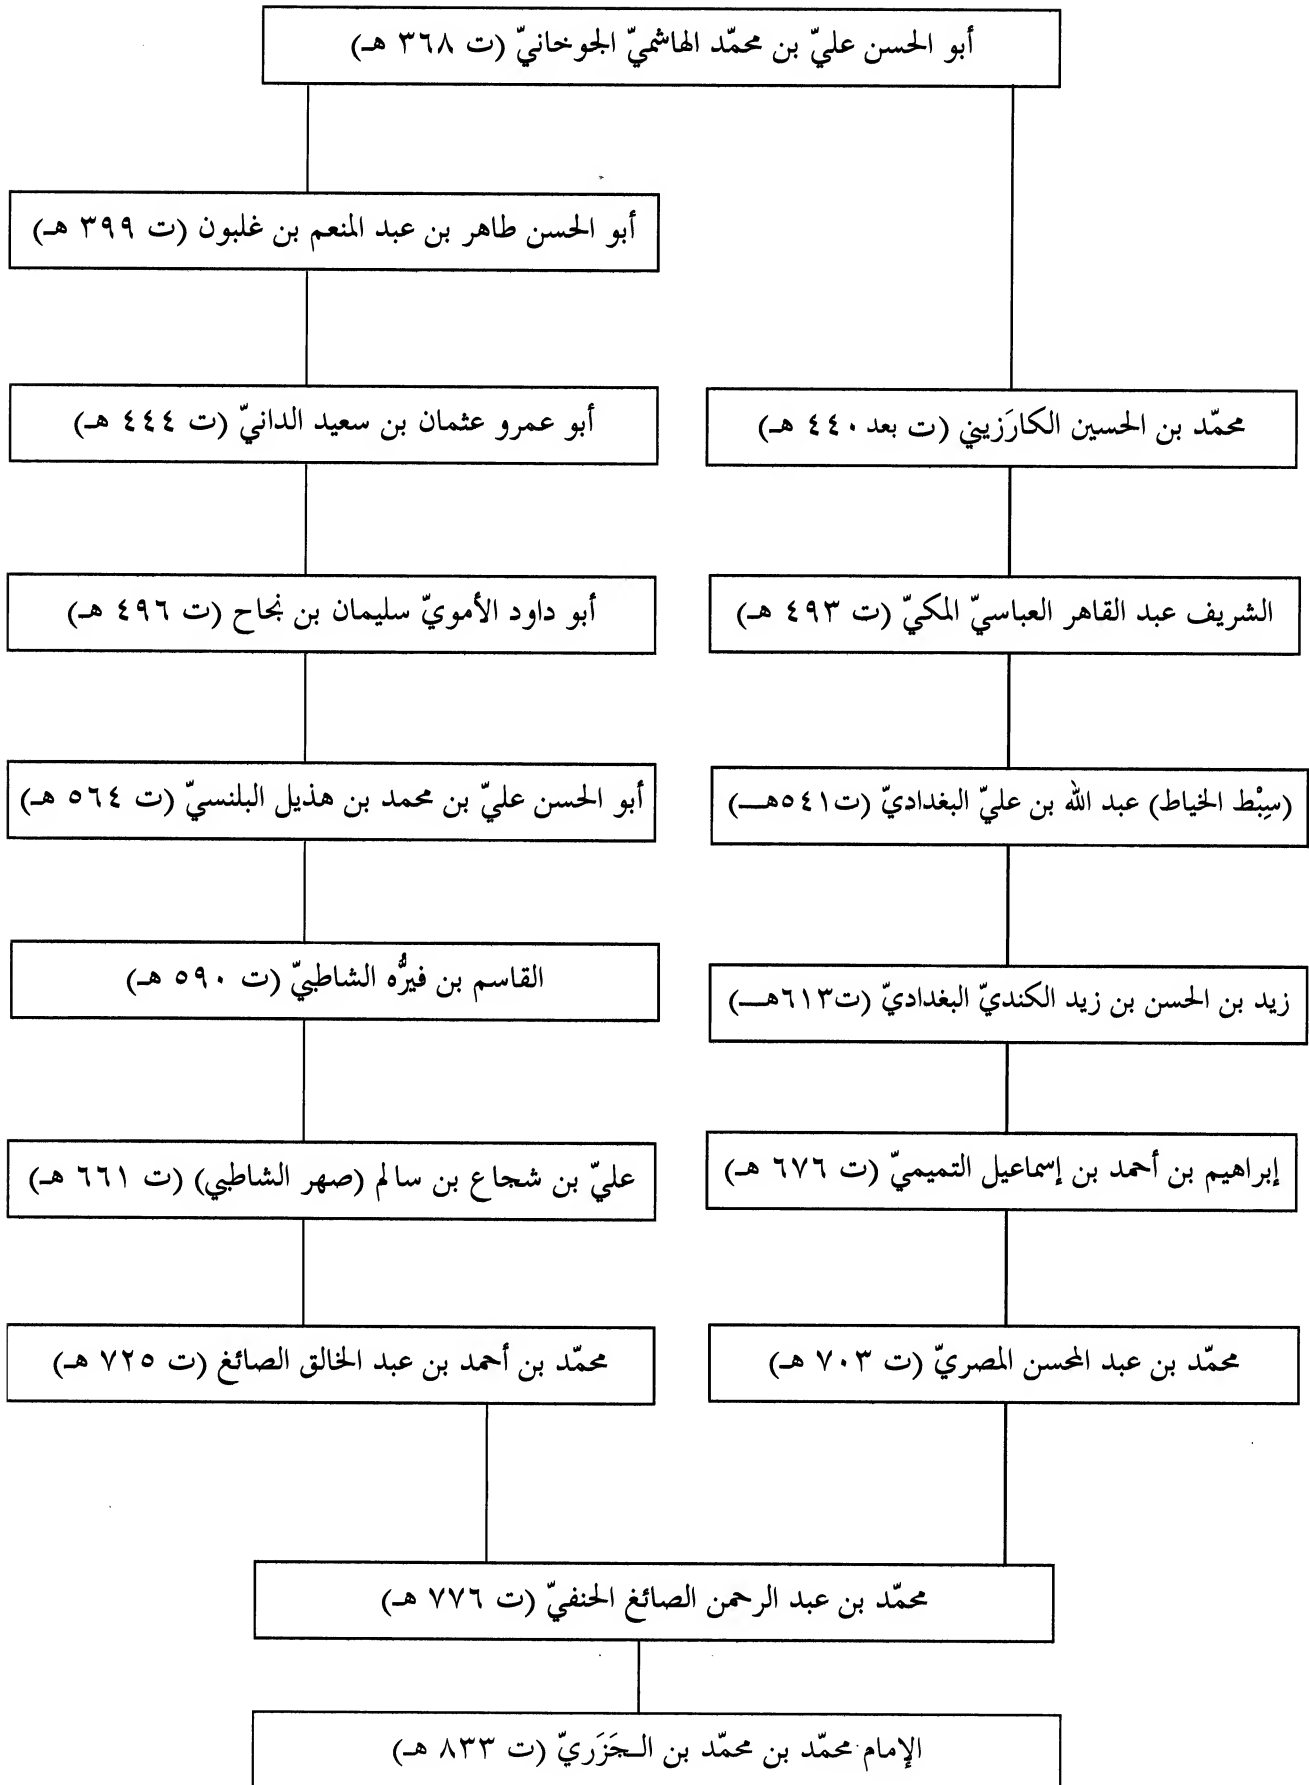 أبو الحسن عليّ بن محمّد الهاشميّ الجوخانيّ (ت ٣٦٨ هـ)
أبو الحسن طاهر بن عبد المنعم بن غلبون (ت ٣٩٩ هـ)
محمّد بن الحسين الكارَزيني (ت بعد ٤٤٠ هـ)
أبو عمرو عثمان بن سعيد الدانيّ (ت ٤٤٤ هـ)
الشريف عبد القاهر العباسيّ المكيّ (ت ٤٩٣ هـ)
أبو داود الأمويّ سليمان بن نجاح (ت ٤٩٦ هـ)
(سِبْط الخياط) عبد الله بن عليّ البغداديّ (ت٥٤١هـــ)
أبو الحسن عليّ بن محمد بن هذيل البلنسيّ (ت ٥٦٤ هـ)
زيد بن الحسن بن زيد الكنديّ البغداديّ (ت٦١٣هـــ)
القاسم بن فيرُّه الشاطبيّ (ت ٥٩٠ هـ)
إبراهيم بن أحمد بن إسماعيل التميميّ (ت ٦٧٦ هـ)
عليّ بن شجاع بن سالم (صهر الشاطبي) (ت ٦٦١ هـ)
محمّد بن عبد المحسن المصريّ (ت ٧٠٣ هـ)
محمّد بن أحمد بن عبد الخالق الصائغ (ت ٧٢٥ هـ)
محمّد بن عبد الرحمن الصائغ الحنفيّ (ت ٧٧٦ هـ)
الإمام محمّد بن محمّد بن الـجَزَريّ (ت ٨٣٣ هـ)